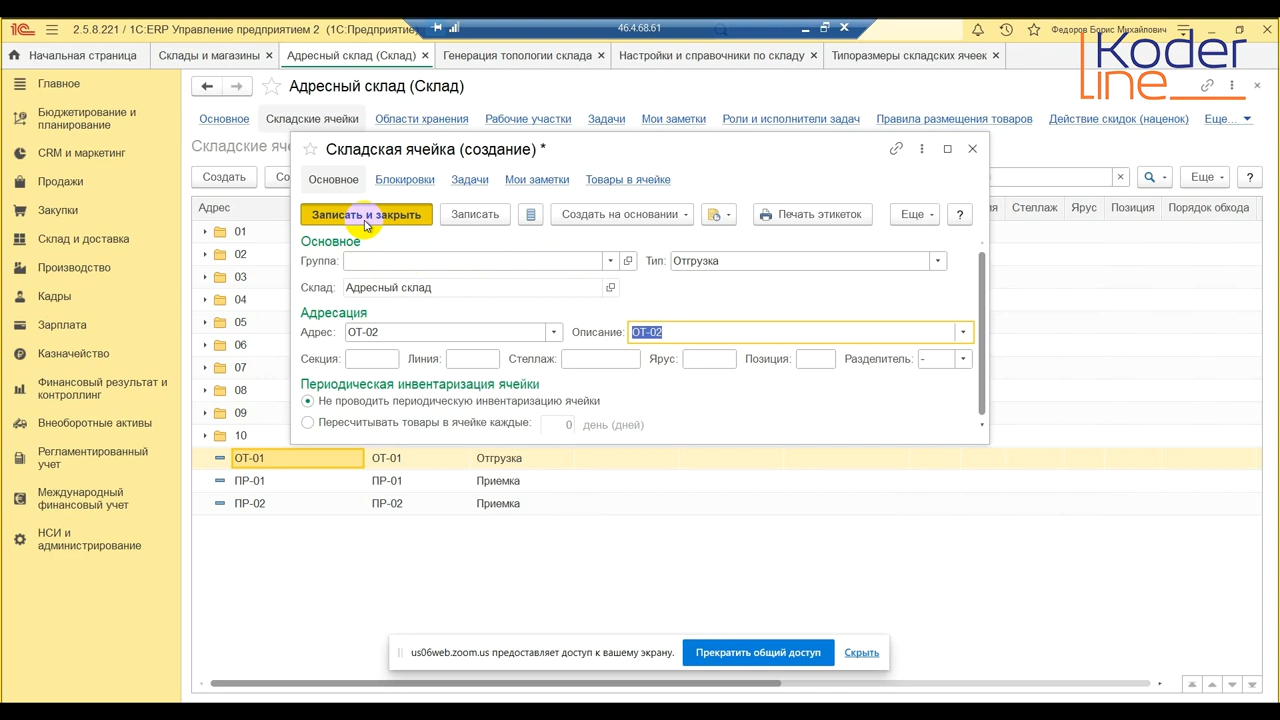 2.5.8.221 / 1С:ERP Управление предприятием 2 (1С:Предприятие
46.4.68.61
Федоров Борис Михайлович
Koder line
Начальная страница
Склады и магазины
Адресный склад (Склад)
Генерация топологии склада
Настройки и справочники по складу
Типоразмеры складских ячеек
Главное
Бюджетирование и планирование
CRM и маркетинг
Продажи
Закупки
Склад и доставка
Производство
Кадры
Зарплата
Казначейство
Финансовый результат и контроллинг
Внеоборотные активы
Регламентированный учет
Международный финансовый учет
НСИ и администрирование
Адресный склад (Склад)
Основное Складские ячейки Области хранения Рабочие участки Задачи Мои заметки Роли и исполнители задач Правила размещения товаров Действие скидок (наценок) Еще...
Складские яче
Создать Со Еще ?
Адрес ия Стеллаж Ярус Позиция Порядок обхода
01
02
03
04
05
06
07
08
09
10
ОТ-01 ОТ-01 Отгрузка
ПР-01 ПР-01 Приемка
ПР-02 ПР-02 Приемка
Складская ячейка (создание) *
Основное Блокировки Задачи Мои заметки Товары в ячейке
Записать и закрыть Записать Создать на основании Печать этикеток Еще ?
Основное
Группа: Тип: Отгрузка
Склад: Адресный склад
Адресация
Адрес: ОТ-02 Описание: ОТ-02
Секция: Линия: Стеллаж: Ярус: Позиция: Разделитель: -
Периодическая инвентаризация ячейки
Не проводить периодическую инвентаризацию ячейки
Пересчитывать товары в ячейке каждые: 0 день (дней)
us06web.zoom.us предоставляет доступ к вашему экрану. Прекратить общий доступ Скрыть